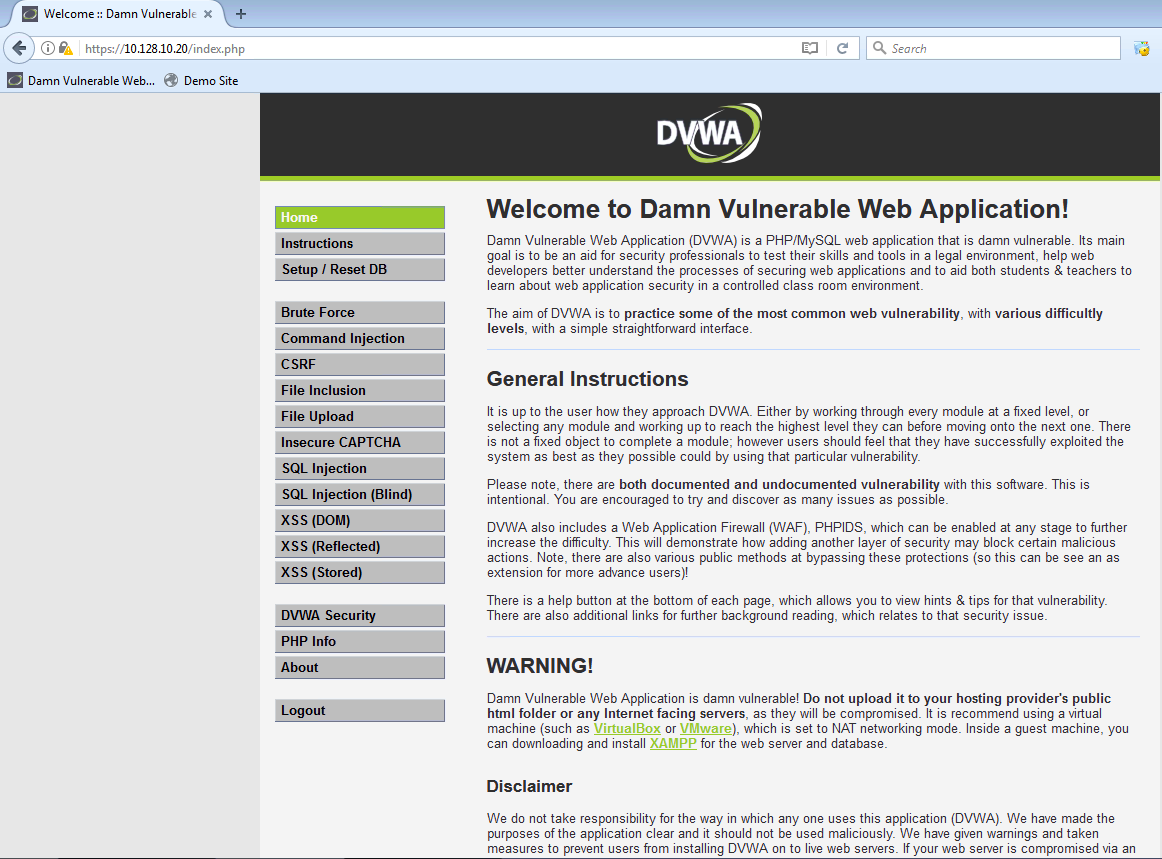 Welcome :: Damn Vulnerable
https://10.128.10.20/index.php
Search
Damn Vulnerable Web...
Demo Site
DVWA
Home
Instructions
Setup / Reset DB
Brute Force
Command Injection
CSRF
File Inclusion
File Upload
Insecure CAPTCHA
SQL Injection
SQL Injection (Blind)
XSS (DOM)
XSS (Reflected)
XSS (Stored)
DVWA Security
PHP Info
About
Logout
Welcome to Damn Vulnerable Web Application!
Damn Vulnerable Web Application (DVWA) is a PHP/MySQL web application that is damn vulnerable. Its main
goal is to be an aid for security professionals to test their skills and tools in a legal environment, help web
developers better understand the processes of securing web applications and to aid both students & teachers to
learn about web application security in a controlled class room environment.
The aim of DVWA is to practice some of the most common web vulnerability, with various difficultly
levels, with a simple straightforward interface.
General Instructions
It is up to the user how they approach DVWA. Either by working through every module at a fixed level, or
selecting any module and working up to reach the highest level they can before moving onto the next one. There
is not a fixed object to complete a module; however users should feel that they have successfully exploited the
system as best as they possible could by using that particular vulnerability.
Please note, there are both documented and undocumented vulnerability with this software. This is
intentional. You are encouraged to try and discover as many issues as possible.
DVWA also includes a Web Application Firewall (WAF), PHPIDS, which can be enabled at any stage to further
increase the difficulty. This will demonstrate how adding another layer of security may block certain malicious
actions. Note, there are also various public methods at bypassing these protections (so this can be see an as
extension for more advance users)!
There is a help button at the bottom of each page, which allows you to view hints & tips for that vulnerability.
There are also additional links for further background reading, which relates to that security issue.
WARNING!
Damn Vulnerable Web Application is damn vulnerable! Do not upload it to your hosting provider's public
html folder or any Internet facing servers, as they will be compromised. It is recommend using a virtual
machine (such as VirtualBox or VMware), which is set to NAT networking mode. Inside a guest machine, you
can downloading and install XAMPP for the web server and database.
Disclaimer
We do not take responsibility for the way in which any one uses this application (DVWA). We have made the
purposes of the application clear and it should not be used maliciously. We have given warnings and taken
measures to prevent users from installing DVWA on to live web servers. If your web server is compromised via an